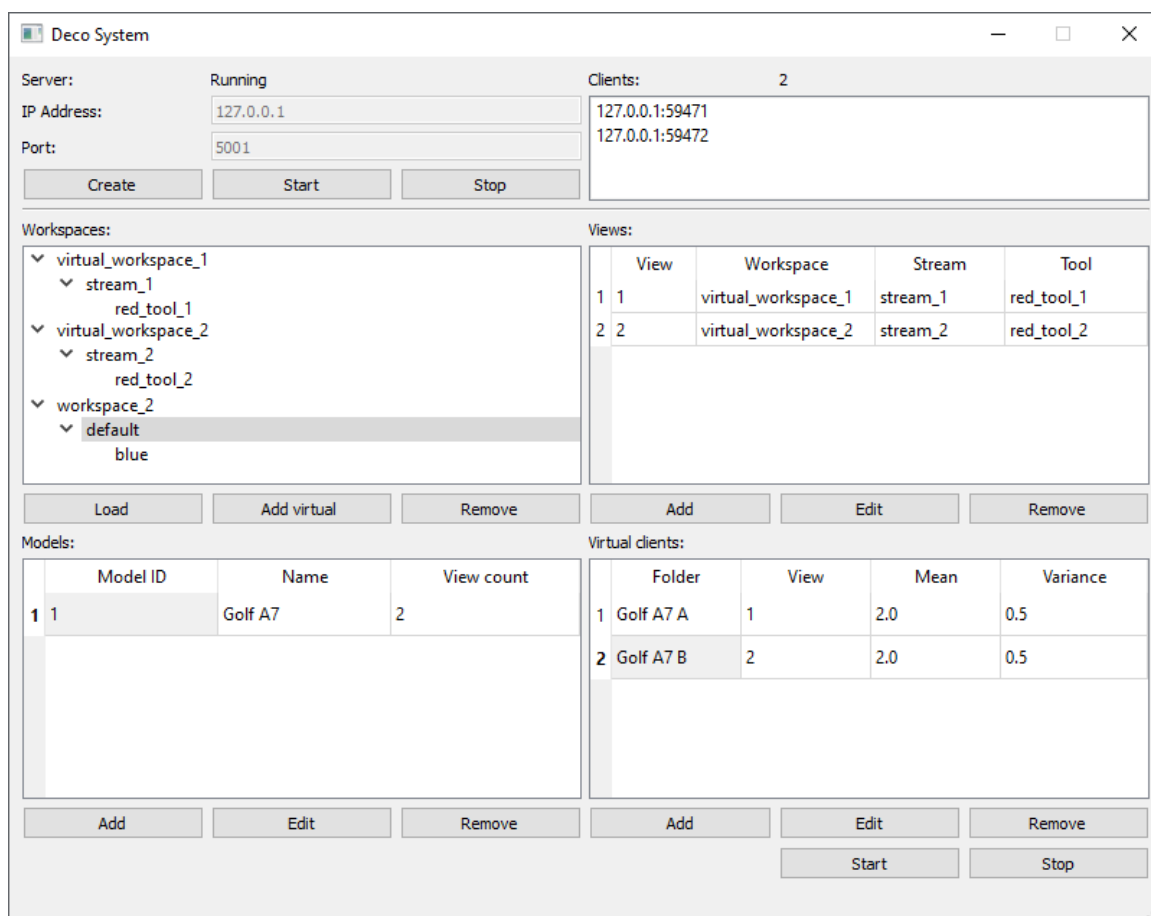 Deco System
Server: Running
IP Address: 127.0.0.1
Port: 5001
Create Start Stop
Clients: 2
127.0.0.1:59471
127.0.0.1:59472
Workspaces:
virtual_workspace_1
stream_1
red_tool_1
virtual_workspace_2
stream_2
red_tool_2
workspace_2
default
blue
Load Add virtual Remove
Views:
View Workspace Stream Tool
1 1 virtual_workspace_1 stream_1 red_tool_1
2 2 virtual_workspace_2 stream_2 red_tool_2
Add Edit Remove
Models:
Model ID Name View count
1 1 Golf A7 2
Add Edit Remove
Virtual clients:
Folder View Mean Variance
1 Golf A7 A 1 2.0 0.5
2 Golf A7 B 2 2.0 0.5
Add Edit Remove
Start Stop